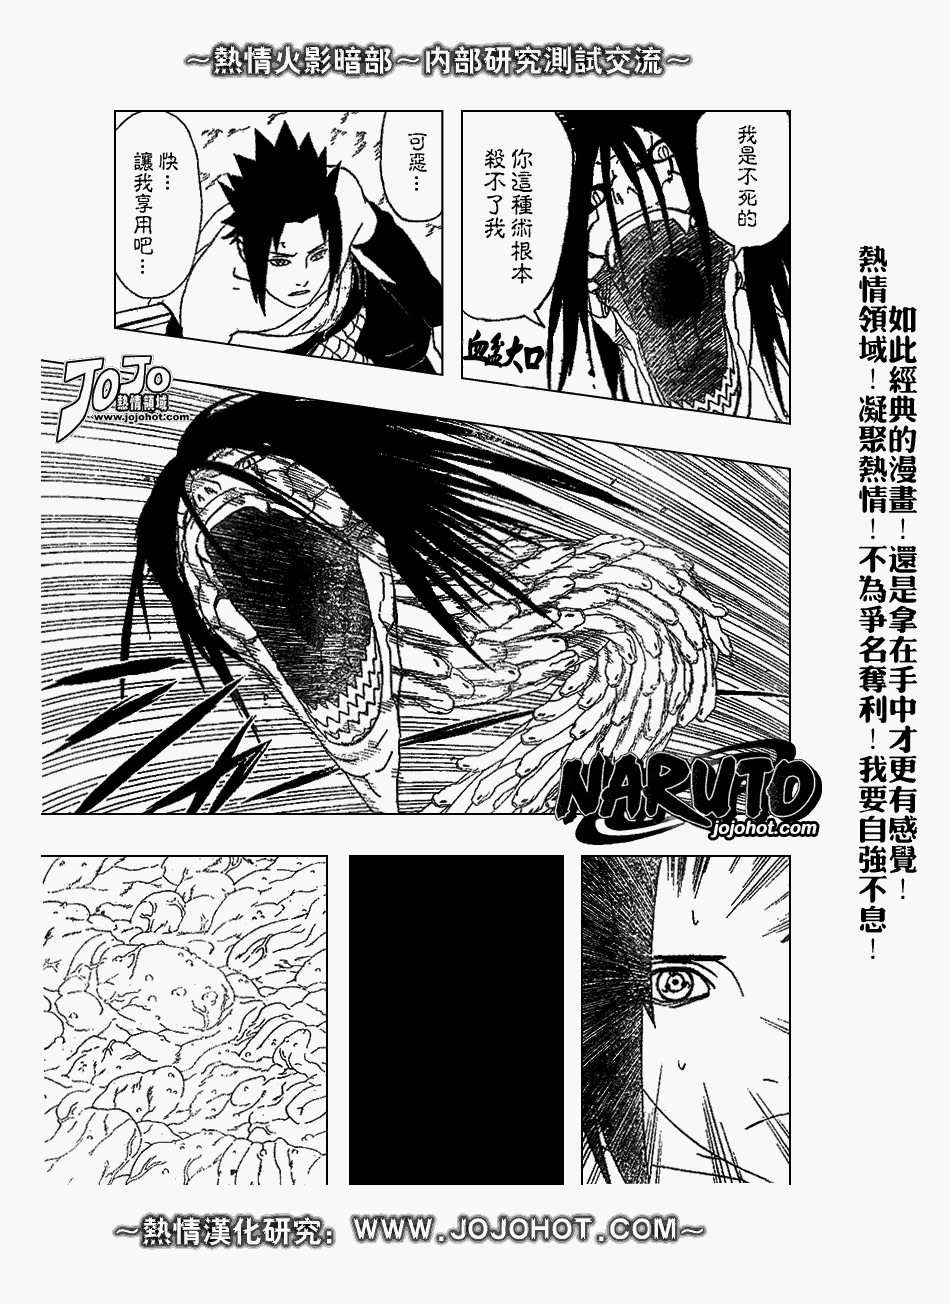 ～熱情火影暗部～内部研究測試交流～
我是不死的
你這種術根本
殺不了我
血盆大口
可惡…
快…
讓我享用吧…
JOJO
熱情領域
www.jojohot.com
NARUTO
jojohot.com
如此經典的漫畫！還是拿在手中才更有感覺！
熱情領域！凝聚熱情！不為爭名奪利！我要自強不息！
～熱情漢化研究：WWW.JOJOHOT.COM～